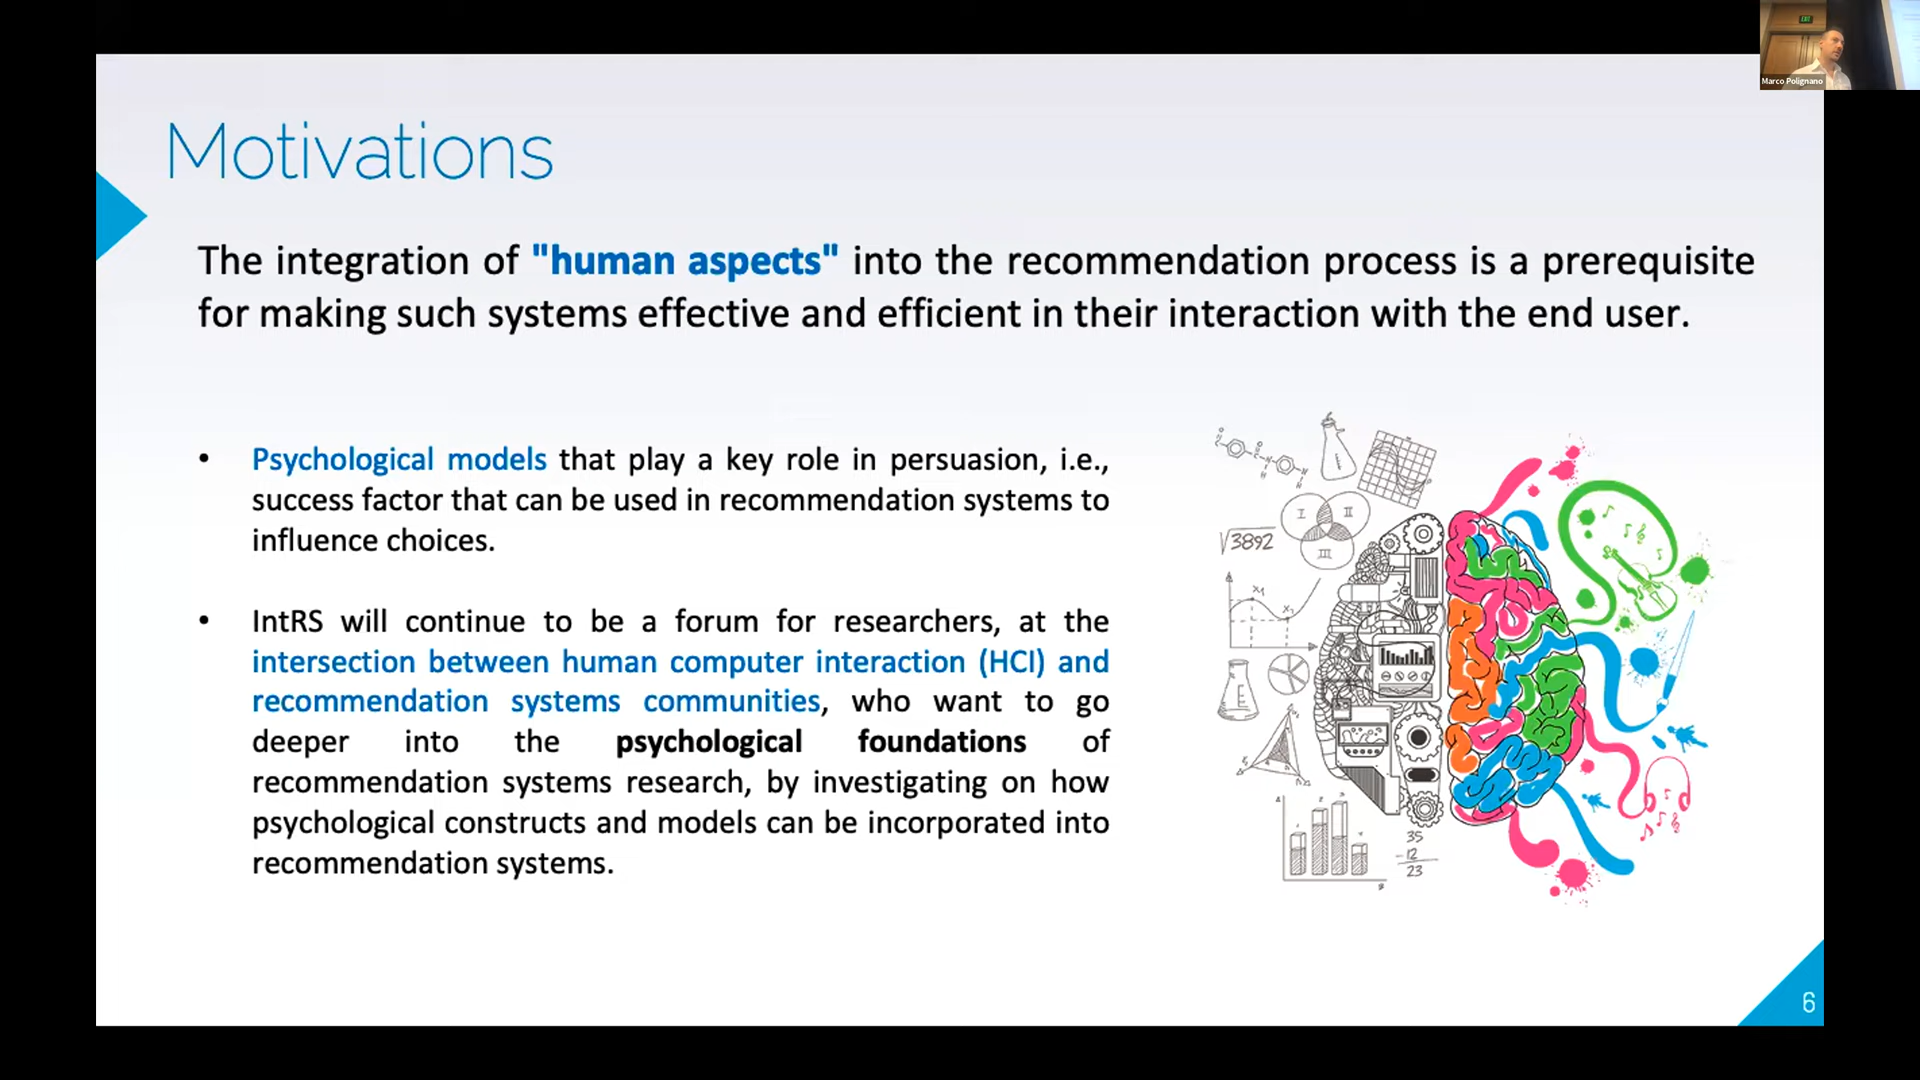 EXIT
Marco Polignano
Motivations
The integration of "human aspects" into the recommendation process is a prerequisite
for making such systems effective and efficient in their interaction with the end user.
• Psychological models that play a key role in persuasion, i.e.,
success factor that can be used in recommendation systems to
influence choices.
• IntRS will continue to be a forum for researchers, at the
intersection between human computer interaction (HCI) and
recommendation systems communities, who want to go
deeper into the psychological foundations of
recommendation systems research, by investigating on how
psychological constructs and models can be incorporated into
recommendation systems.
I II
III
√3892
35
-12
23
6